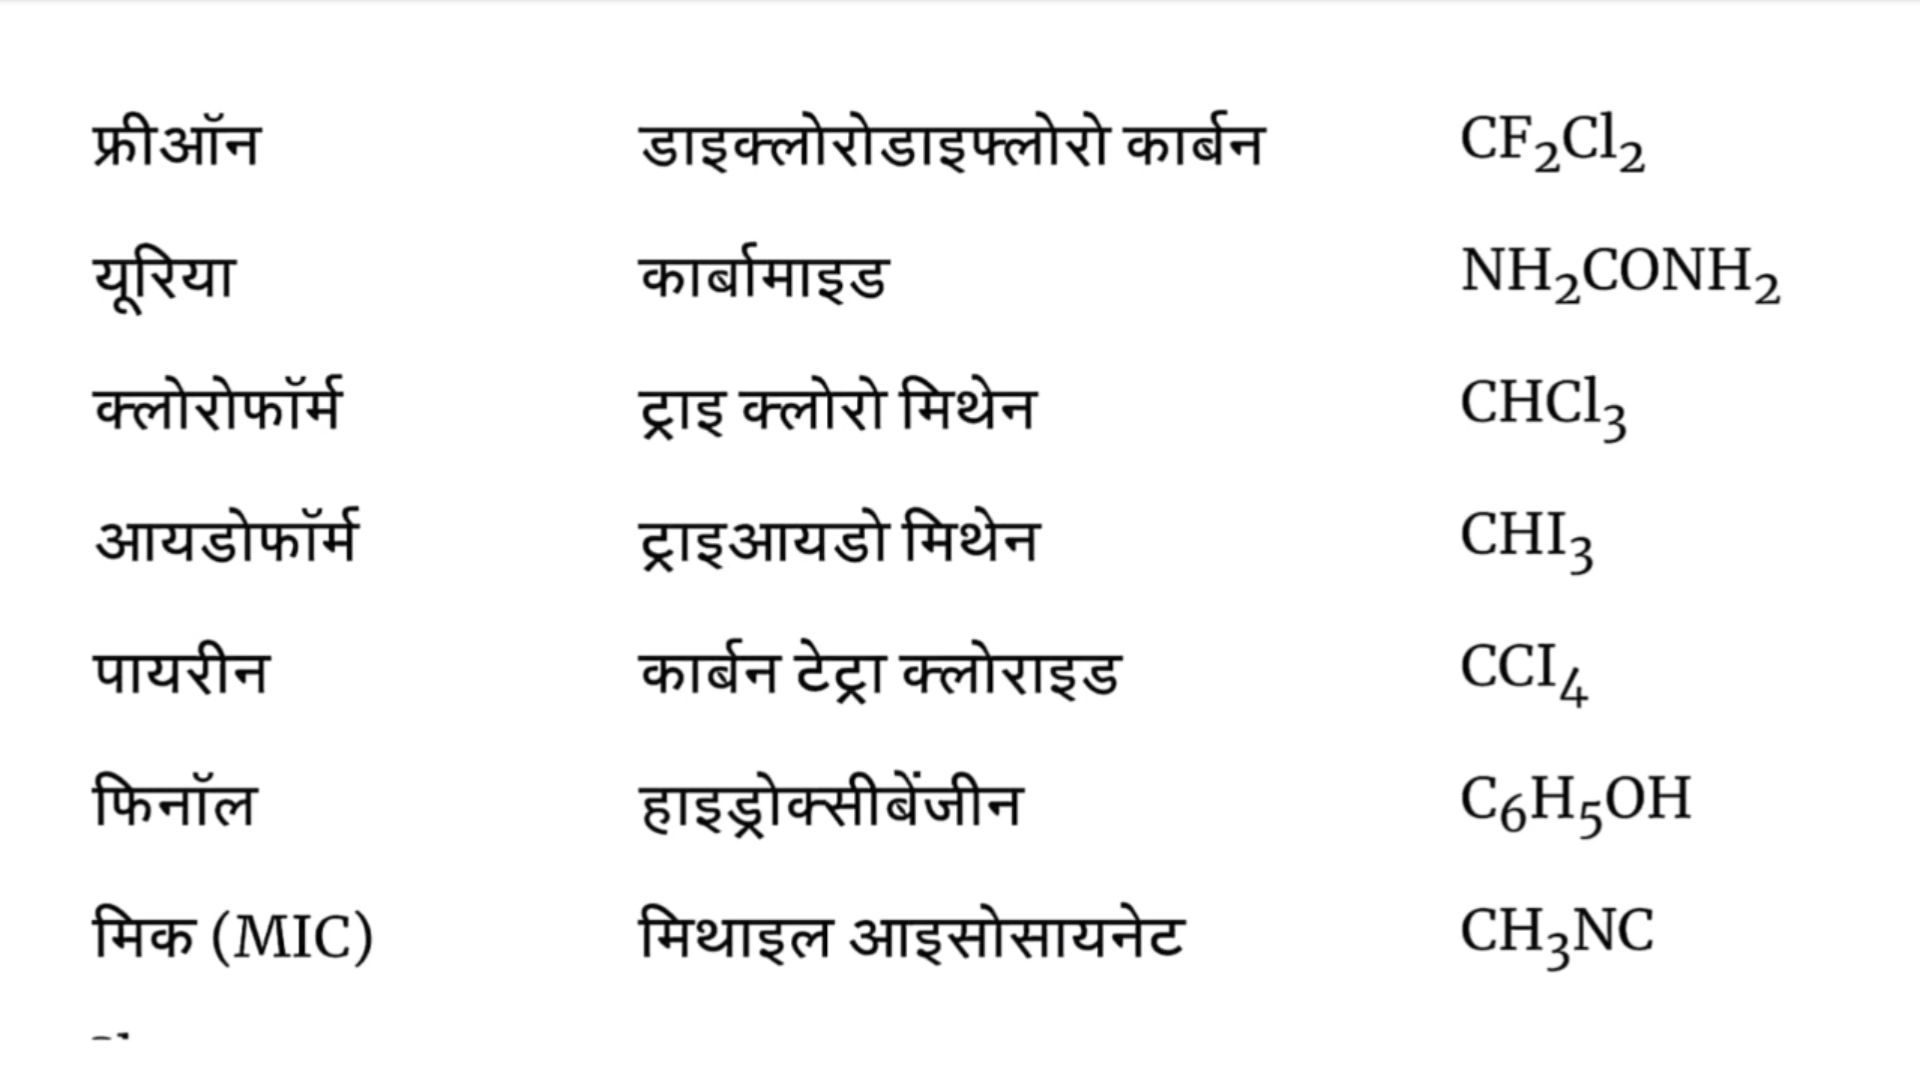 फ्रीऑन डाइक्लोरोडाइफ्लोरो कार्बन CF₂Cl₂
यूरिया कार्बामाइड NH₂CONH₂
क्लोरोफॉर्म ट्राइ क्लोरो मिथेन CHCl₃
आयडोफॉर्म ट्राइआयडो मिथेन CHI₃
पायरीन कार्बन टेट्रा क्लोराइड CCI₄
फिनॉल हाइड्रोक्सीबेंजीन C₆H₅OH
मिक (MIC) मिथाइल आइसोसायनेट CH₃NC